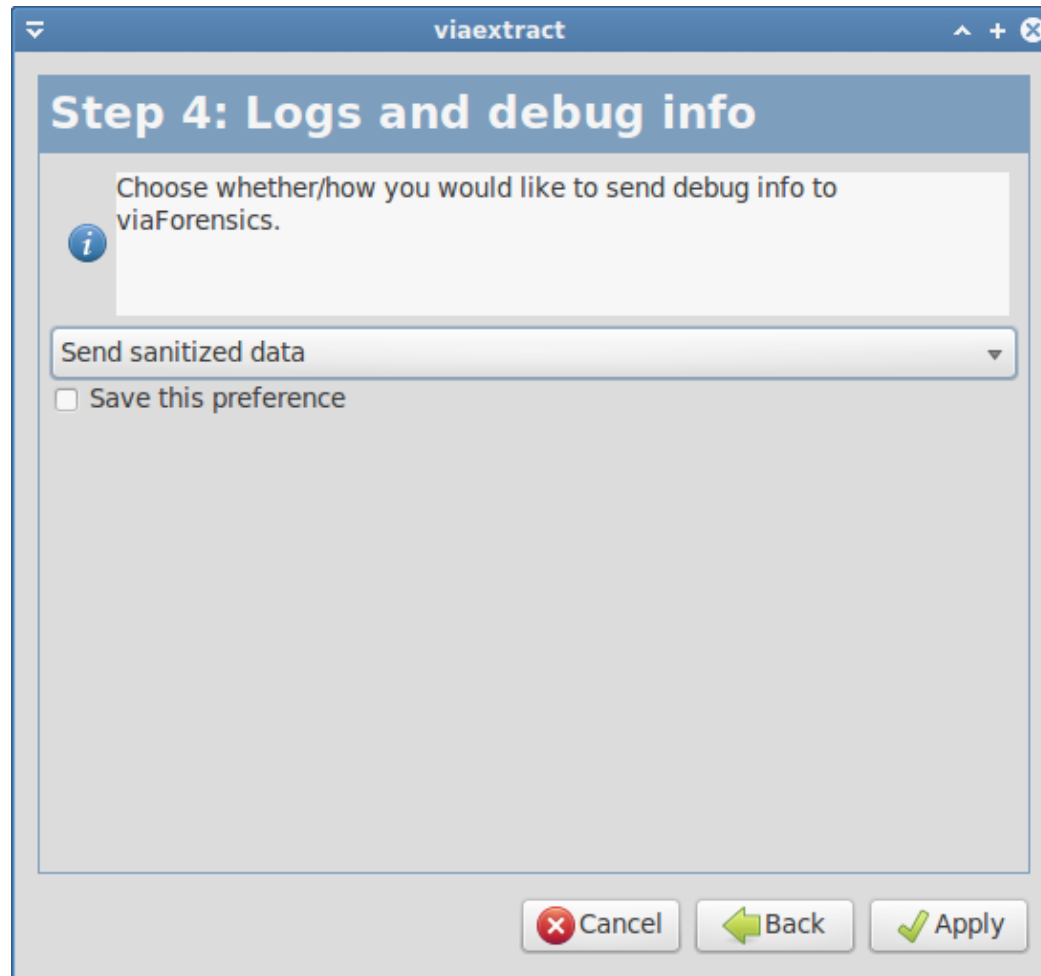 viaextract
Step 4: Logs and debug info
Choose whether/how you would like to send debug info to
viaForensics.
Send sanitized data
Save this preference
Cancel Back Apply